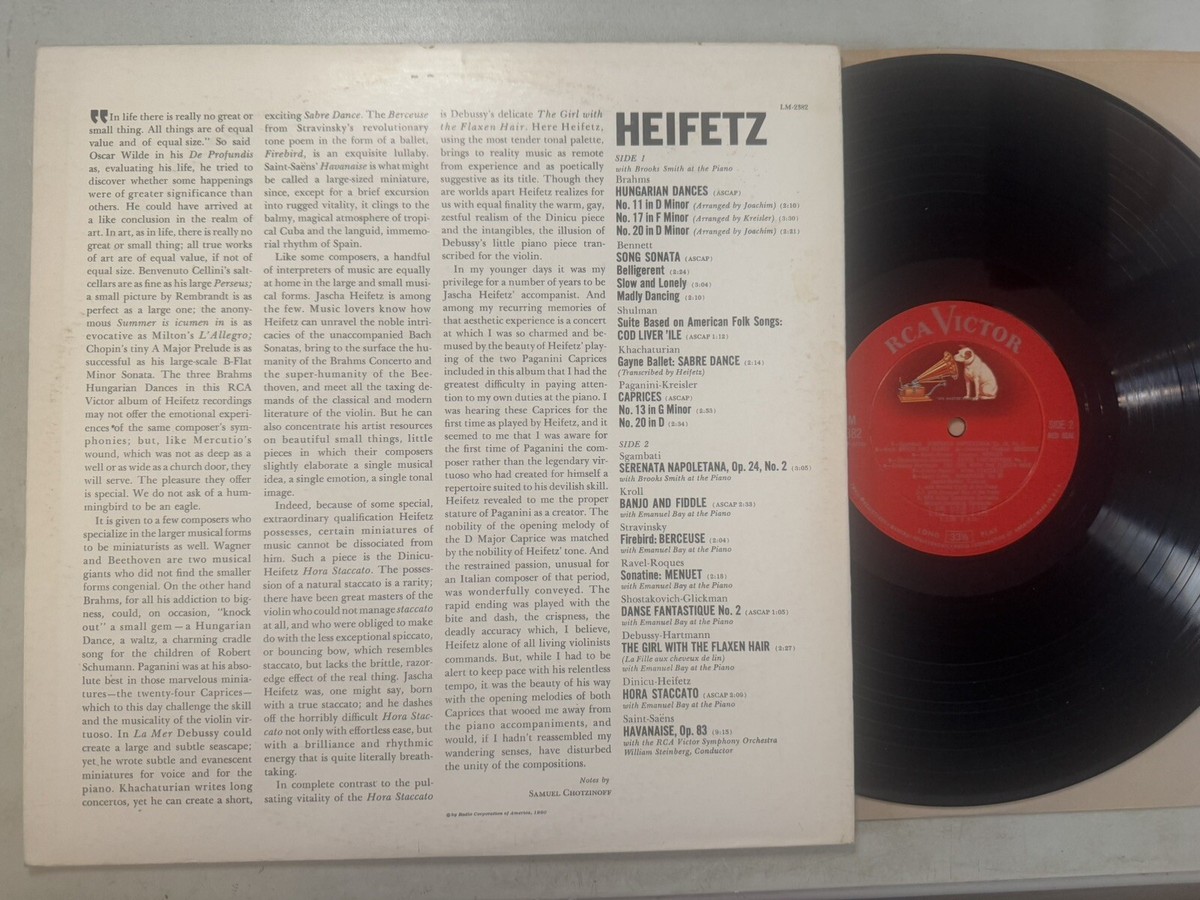 “In life there is really no great or
small thing. All things are of equal
value and of equal size.” So said
Oscar Wilde in his De Profundis
as, evaluating his life, he tried to
discover whether some happenings
were of greater significance than
others. He could have arrived at
a like conclusion in the realm of
art. In art, as in life, there is really no
great or small thing; all true works
of art are of equal value, if not of
equal size. Benvenuto Cellini's salt-
cellars are as fine as his large Perseus;
a small picture by Rembrandt is as
perfect as a large one; the anony-
mous Summer is icumen in is as
evocative as Milton's L'Allegro;
Chopin's tiny A Major Prelude is as
successful as his large-scale B-Flat
Minor Sonata. The three Brahms
Hungarian Dances in this RCA
Victor album of Heifetz recordings
may not offer the emotional experi-
ences of the same composer's sym-
phonies; but, like Mercutio's
wound, which was not as deep as a
well or as wide as a church door, they
will serve. The pleasure they offer
is special. We do not ask of a hum-
mingbird to be an eagle.
It is given to a few composers who
specialize in the larger musical forms
to be miniaturists as well. Wagner
and Beethoven are two musical
giants who did not find the smaller
forms congenial. On the other hand
Brahms, for all his addiction to big-
ness, could, on occasion, "knock
out" a small gem — a Hungarian
Dance, a waltz, a charming cradle
song for the children of Robert
Schumann. Paganini was at his abso-
lute best in those marvelous minia-
tures—the twenty-four Caprices—
which to this day challenge the skill
and the musicality of the violin vir-
tuoso. In La Mer Debussy could
create a large and subtle seascape;
yet he wrote subtle and evanescent
miniatures for voice and for the
piano. Khachaturian writes long
concertos, yet he can create a short,
exciting Sabre Dance. The Berceuse
from Stravinsky's revolutionary
tone poem in the form of a ballet,
Firebird, is an exquisite lullaby.
Saint-Saëns' Havanaise is what might
be called a large-sized miniature,
since, except for a brief excursion
into rugged vitality, it clings to the
balmy, magical atmosphere of tropi-
cal Cuba and the languid, immemo-
rial rhythm of Spain.
Like some composers, a handful
of interpreters of music are equally
at home in the large and small musi-
cal forms. Jascha Heifetz is among
the few. Music lovers know how
Heifetz can unravel the noble intri-
cacies of the unaccompanied Bach
Sonatas, bring to the surface the hu-
manity of the Brahms Concerto and
the super-humanity of the Bee-
thoven, and meet all the taxing de-
mands of the classical and modern
literature of the violin. But he can
also concentrate his artist resources
on beautiful small things, little
pieces in which their composers
slightly elaborate a single musical
idea, a single emotion, a single tonal
image.
Indeed, because of some special,
extraordinary qualification Heifetz
possesses, certain miniatures of
music cannot be dissociated from
him. Such a piece is the Dinicu-
Heifetz Hora Staccato. The posses-
sion of a natural staccato is a rarity;
there have been great masters of the
violin who could not manage staccato
at all, and who were obliged to make
do with the less exceptional spiccato,
or bouncing bow, which resembles
staccato, but lacks the brittle, razor-
edge effect of the real thing. Jascha
Heifetz was, one might say, born
with a true staccato; and he dashes
off the horribly difficult Hora Stac-
cato not only with effortless ease, but
with a brilliance and rhythmic
energy that is quite literally breath-
taking.
In complete contrast to the pul-
sating vitality of the Hora Staccato
is Debussy's delicate The Girl with
the Flaxen Hair. Here Heifetz,
using the most tender tonal palette,
brings to reality music as remote
from experience and as poetically
suggestive as its title. Though they
are worlds apart Heifetz realizes for
us with equal finality the warm, gay,
zestful realism of the Dinicu piece
and the intangibles, the illusion of
Debussy's little piano piece tran-
scribed for the violin.
In my younger days it was my
privilege for a number of years to be
Jascha Heifetz' accompanist. And
among my recurring memories of
that aesthetic experience is a concert
at which I was so charmed and be-
mused by the beauty of Heifetz' play-
ing of the two Paganini Caprices
included in this album that I had the
greatest difficulty in paying atten-
tion to my own duties at the piano. I
was hearing these Caprices for the
first time as played by Heifetz, and it
seemed to me that I was aware for
the first time of Paganini the com-
poser rather than the legendary vir-
tuoso who had created for himself a
repertoire suited to his devilish skill.
Heifetz revealed to me the proper
stature of Paganini as a creator. The
nobility of the opening melody of
the D Major Caprice was matched
by the nobility of Heifetz' tone. And
the restrained passion, unusual for
an Italian composer of that period,
was wonderfully conveyed. The
rapid ending was played with the
bite and dash, the crispness, the
deadly accuracy which, I believe,
Heifetz alone of all living violinists
commands. But, while I had to be
alert to keep pace with his relentless
tempo, it was the beauty of his way
with the opening melodies of both
Caprices that wooed me away from
the piano accompaniments, and
would, if I hadn't reassembled my
wandering senses, have disturbed
the unity of the compositions.
Notes by
SAMUEL CHOTZINOFF
© by Radio Corporation of America, 1960
LM-2382
HEIFETZ
SIDE 1
with Brooks Smith at the Piano
Brahms
HUNGARIAN DANCES (ASCAP)
No. 11 in D Minor (Arranged by Joachim) (2:10)
No. 17 in F Minor (Arranged by Kreisler) (3:30)
No. 20 in D Minor (Arranged by Joachim) (2:21)
Bennett
SONG SONATA (ASCAP)
Belligerent (2:24)
Slow and Lonely (3:04)
Madly Dancing (2:10)
Shulman
Suite Based on American Folk Songs:
COD LIVER 'ILE (ASCAP 1:12)
Khachaturian
Gayne Ballet: SABRE DANCE (2:14)
(Transcribed by Heifetz)
Paganini-Kreisler
CAPRICES (ASCAP)
No. 13 in G Minor (2:35)
No. 20 in D (2:34)
SIDE 2
Sgambati
SERENATA NAPOLETANA, Op. 24, No. 2 (3:05)
with Brooks Smith at the Piano
Kroll
BANJO AND FIDDLE (ASCAP 2:33)
with Emanuel Bay at the Piano
Stravinsky
Firebird: BERCEUSE (2:04)
with Emanuel Bay at the Piano
Ravel-Roques
Sonatine: MENUET (2:18)
with Emanuel Bay at the Piano
Shostakovich-Glickman
DANSE FANTASTIQUE No. 2 (ASCAP 1:05)
with Emanuel Bay at the Piano
Debussy-Hartmann
THE GIRL WITH THE FLAXEN HAIR (2:27)
(La Fille aux cheveux de lin)
with Emanuel Bay at the Piano
Dinicu-Heifetz
HORA STACCATO (ASCAP 2:05)
with Emanuel Bay at the Piano
Saint-Saëns
HAVANAISE, Op. 83 (9:15)
with the RCA Victor Symphony Orchestra
William Steinberg, Conductor
RCA VICTOR
SIDE 2